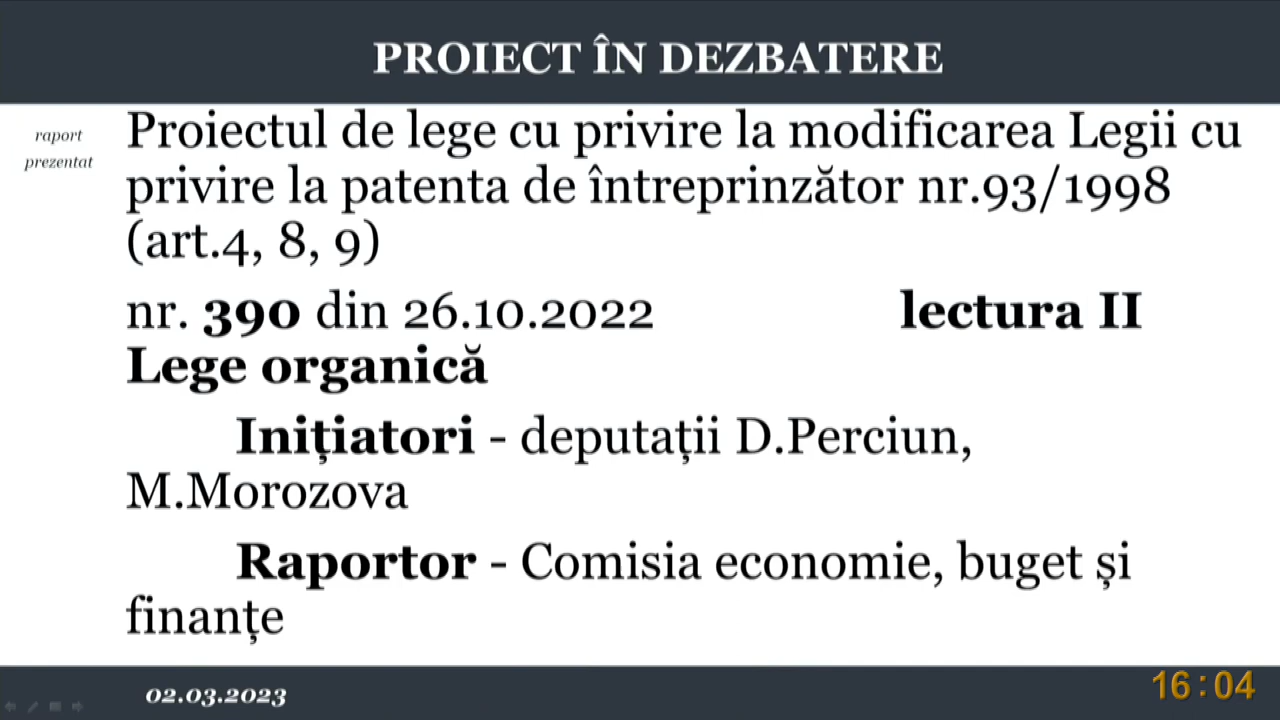 PROIECT ÎN DEZBATERE
raport
prezentat
Proiectul de lege cu privire la modificarea Legii cu
privire la patenta de întreprinzător nr.93/1998
(art.4, 8, 9)
nr. 390 din 26.10.2022 lectura II
Lege organică
Inițiatori - deputații D.Perciun,
M.Morozova
Raportor - Comisia economie, buget și
finanțe
02.03.2023
16:04